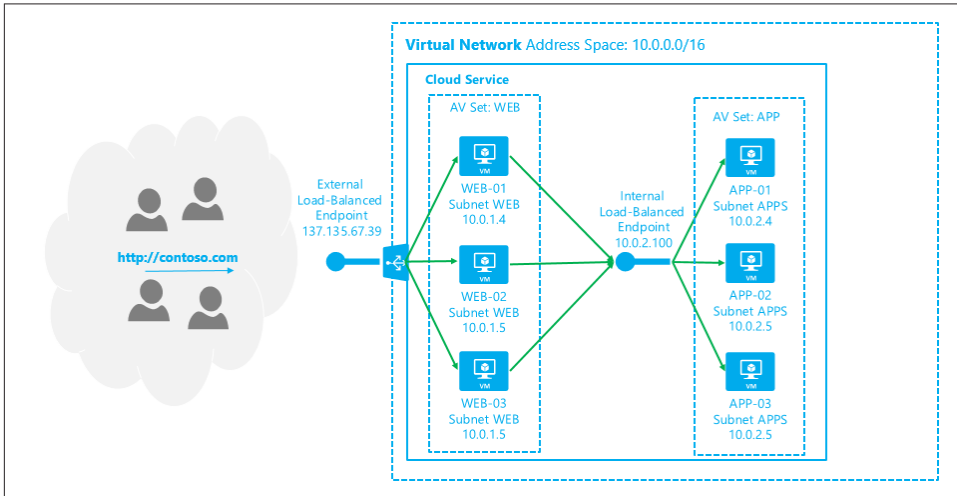 Virtual Network Address Space: 10.0.0.0/16
Cloud Service
AV Set: WEB
VM
WEB-01
Subnet WEB
10.0.1.4
VM
WEB-02
Subnet WEB
10.0.1.5
VM
WEB-03
Subnet WEB
10.0.1.5
External
Load-Balanced
Endpoint
137.135.67.39
http://contoso.com
Internal
Load-Balanced
Endpoint
10.0.2.100
AV Set: APP
VM
APP-01
Subnet APPS
10.0.2.4
VM
APP-02
Subnet APPS
10.0.2.5
VM
APP-03
Subnet APPS
10.0.2.5